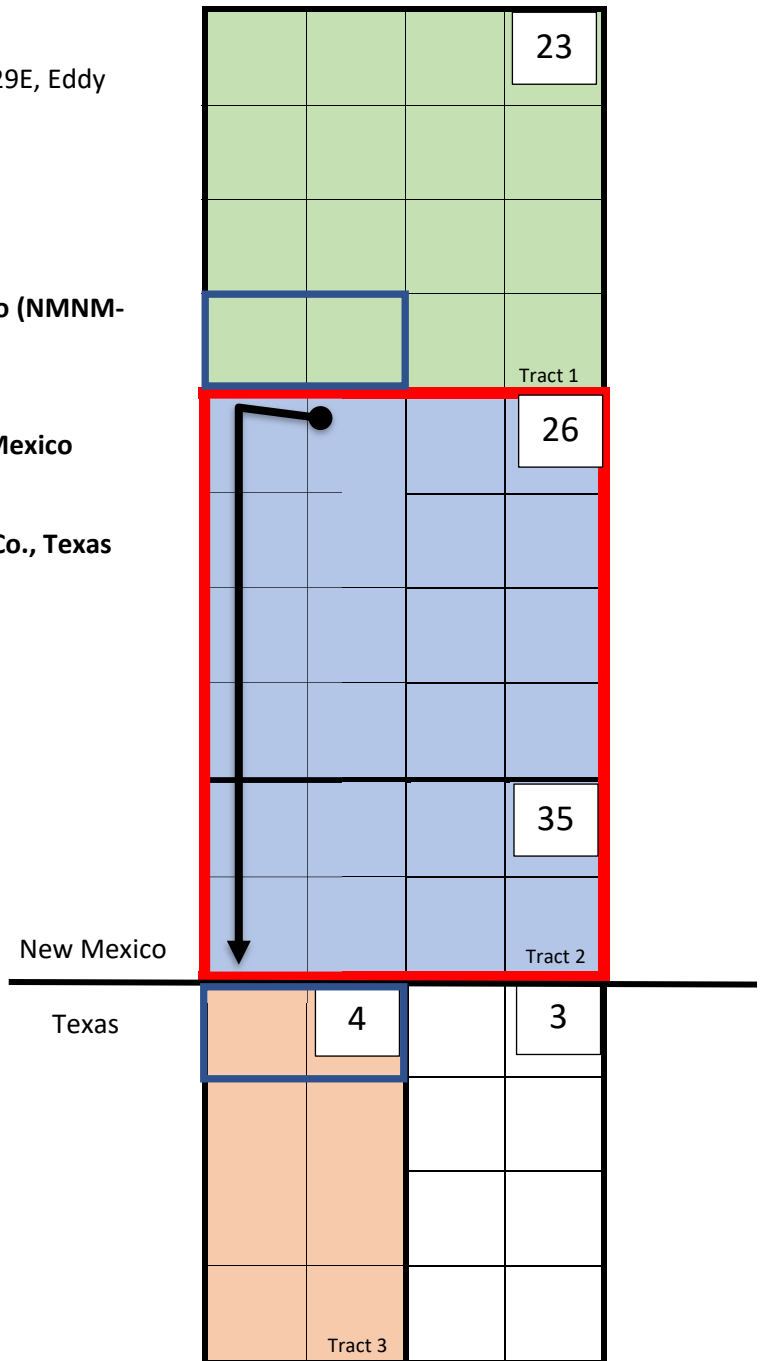 23
29E, Eddy
o (NMNM-
Tract 1
26
Mexico
Co., Texas
35
New Mexico
Tract 2
Texas
4
3
Tract 3